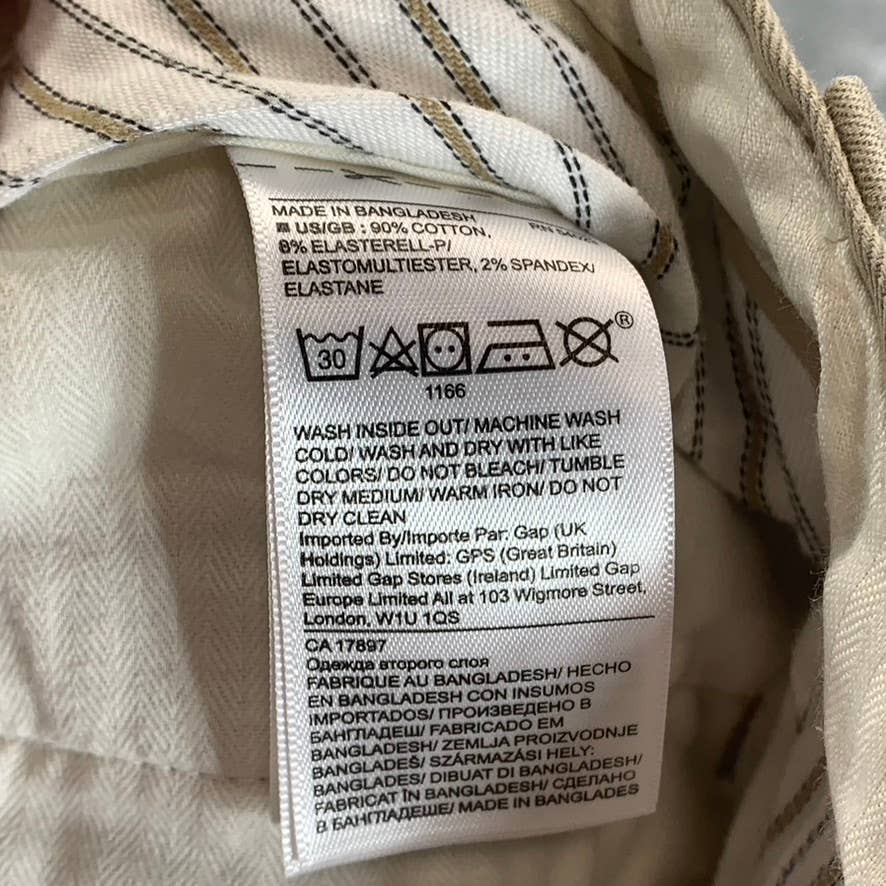 MADE IN BANGLADESH
US/GB : 90% COTTON,
8% ELASTERELL-P/
ELASTOMULTIESTER, 2% SPANDEX/
ELASTANE
30
®
1166
WASH INSIDE OUT/ MACHINE WASH
COLD/ WASH AND DRY WITH LIKE
COLORS/ DO NOT BLEACH/ TUMBLE
DRY MEDIUM/ WARM IRON/ DO NOT
DRY CLEAN
Imported By/Importe Par: Gap (UK
Holdings) Limited: GPS (Great Britain)
Limited Gap Stores (Ireland) Limited Gap
Europe Limited All at 103 Wigmore Street,
London, W1U 1QS
CA 17897
Одежда второго слоя
FABRIQUE AU BANGLADESH/ HECHO
EN BANGLADESH CON INSUMOS
IMPORTADOS/ ПРОИЗВЕДЕНО В
БАНГЛАДЕШ/ FABRICADO EM
BANGLADESH/ ZEMLJA PROIZVODNJE
BANGLADEŠ/ SZÁRMAZÁSI HELY:
BANGLADES/ DIBUAT DI BANGLADESH/
FABRICAT ÎN BANGLADESH/ СДЕЛАНО
В БАНГЛАДЕШЕ/ MADE IN BANGLADES